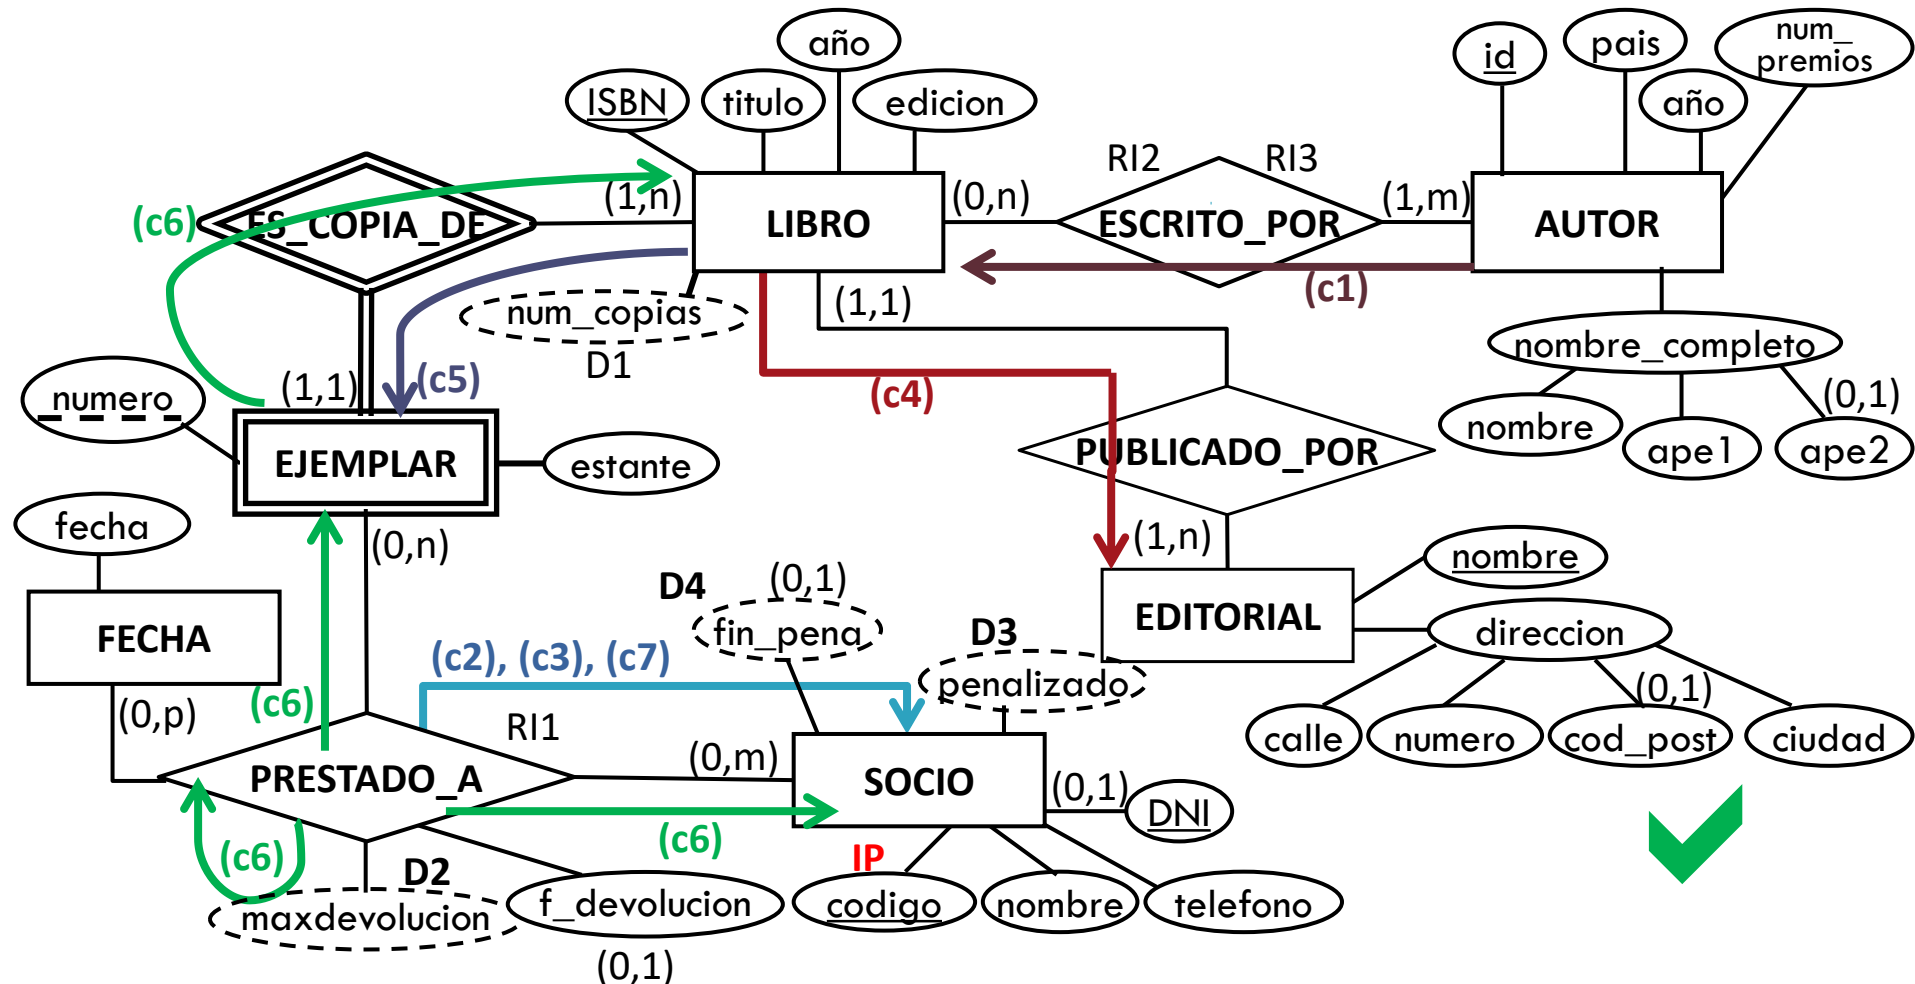 año
id
pais
num_
premios
ISBN
titulo
edicion
año
RI2
RI3
(c6)
ES_COPIA_DE
(1,n)
LIBRO
(0,n)
ESCRITO_POR
(1,m)
AUTOR
(c1)
num_copias
(1,1)
D1
nombre_completo
numero
(1,1)
(c5)
(c4)
(0,1)
nombre
ape1
ape2
EJEMPLAR
estante
PUBLICADO_POR
fecha
(0,n)
(1,n)
nombre
D4
(0,1)
FECHA
fin_pena
D3
EDITORIAL
direccion
(c2), (c3), (c7)
penalizado
(0,p)
(c6)
RI1
(0,1)
calle
numero
cod_post
ciudad
PRESTADO_A
(0,m)
SOCIO
(0,1)
DNI
(c6)
(c6)
D2
IP
maxdevolucion
f_devolucion
codigo
nombre
telefono
(0,1)